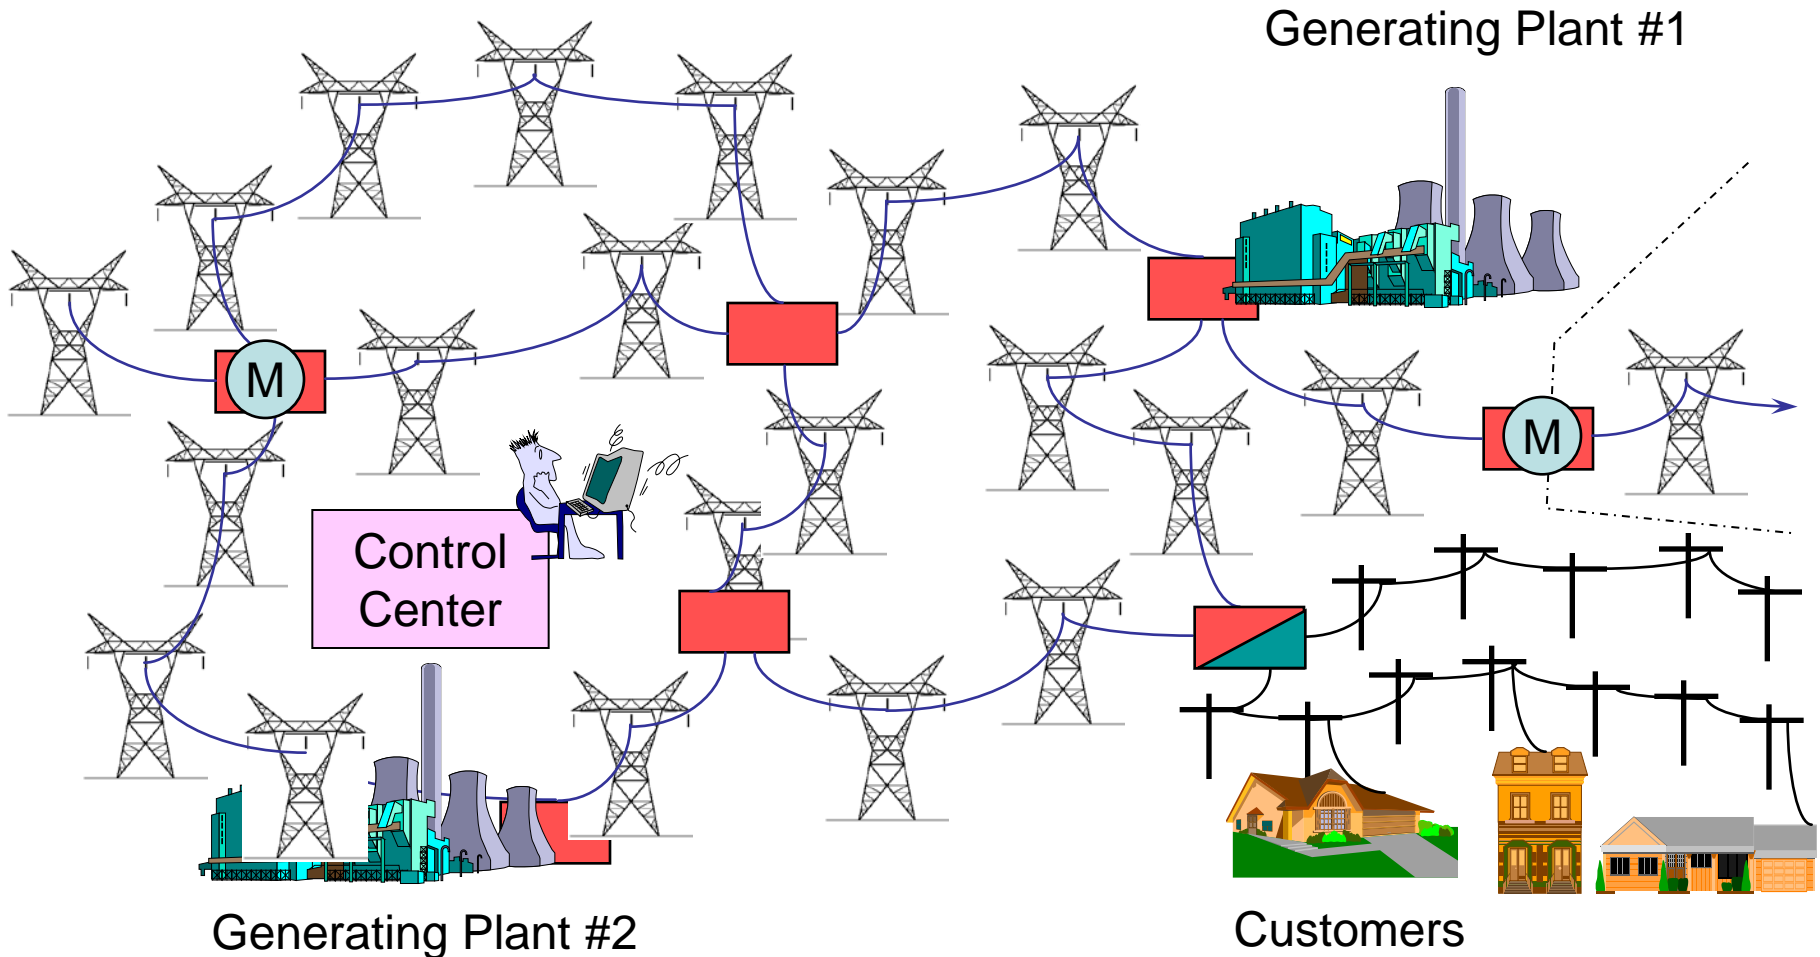 Generating Plant #1
M
M
Control
Center
Generating Plant #2
Customers